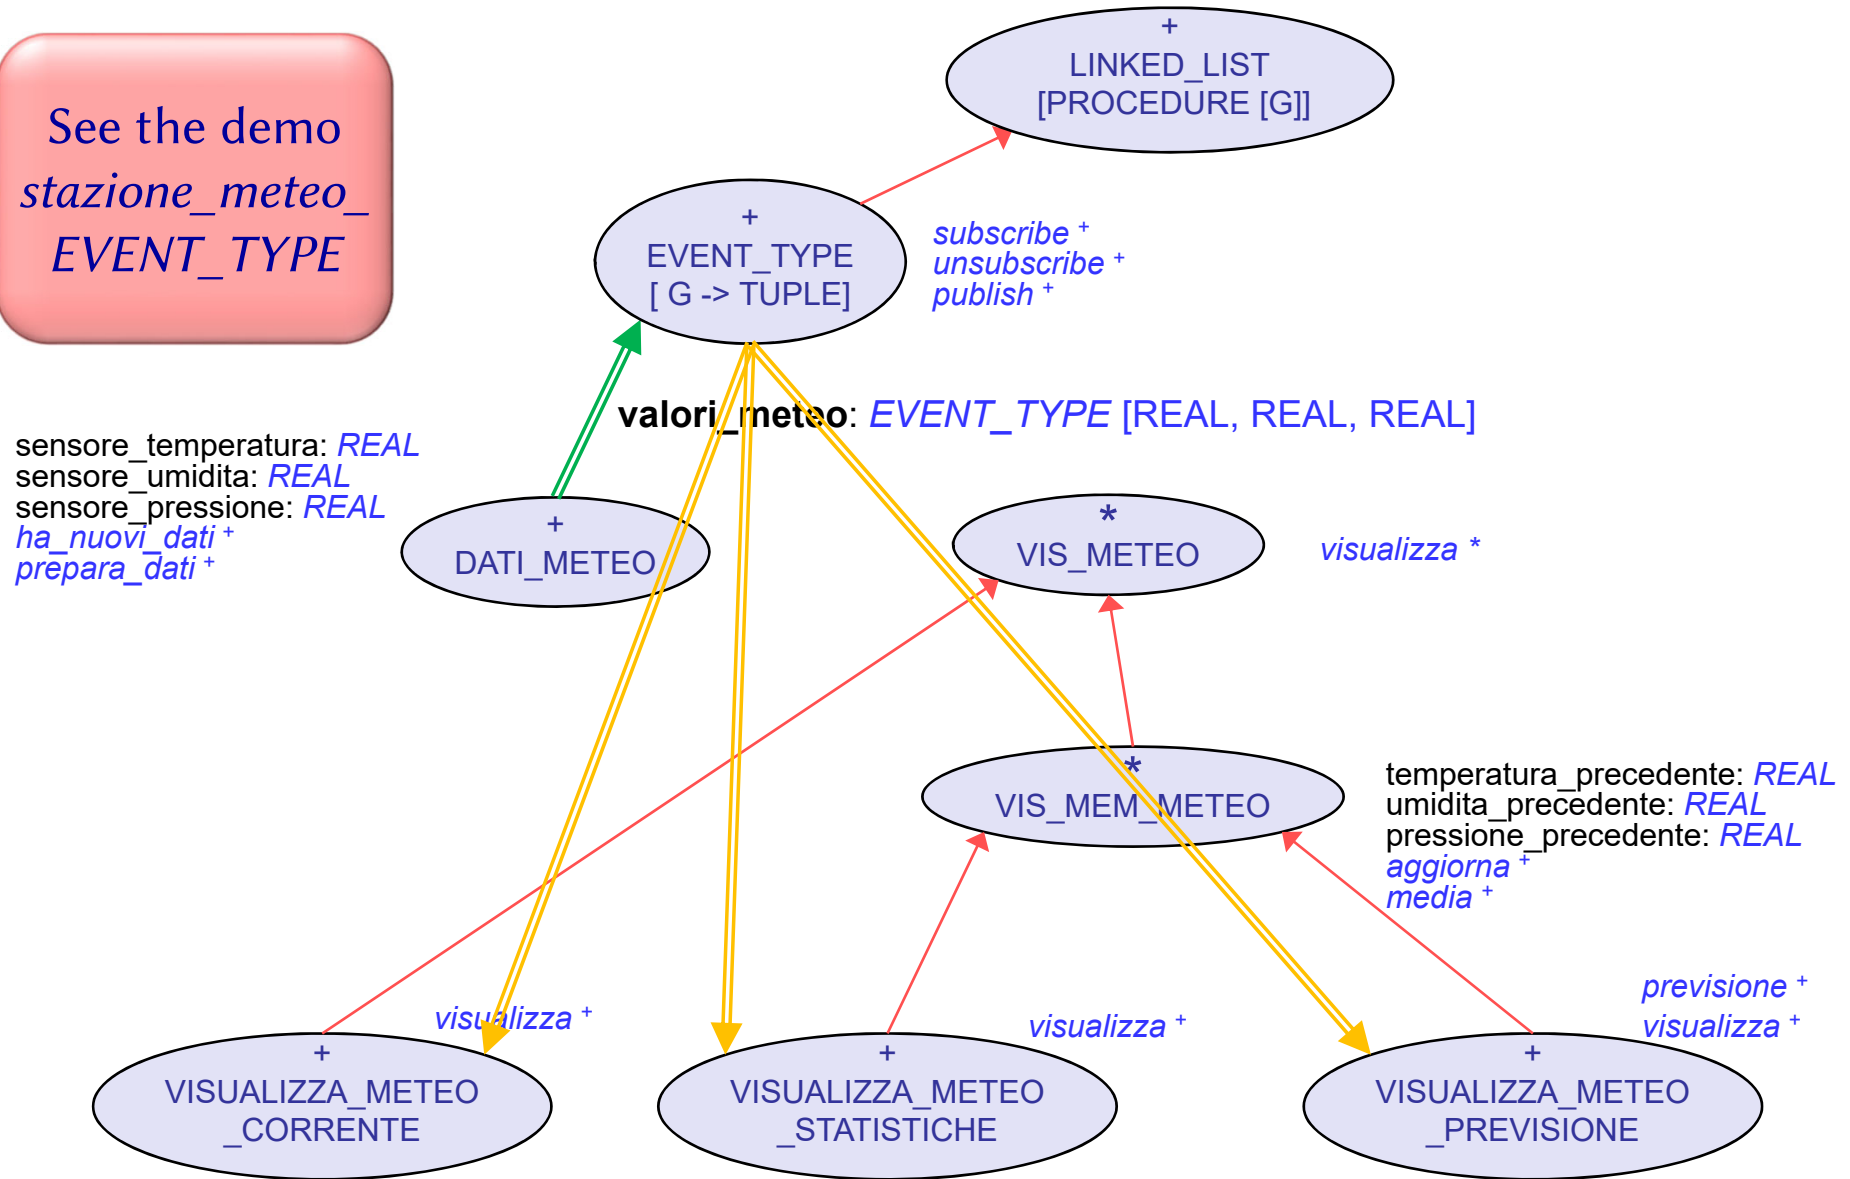 See the demo
stazione_meteo_
EVENT_TYPE
+
LINKED_LIST
[PROCEDURE [G]]
+
EVENT_TYPE
[ G -> TUPLE]
subscribe +
unsubscribe +
publish +
valori_meteo: EVENT_TYPE [REAL, REAL, REAL]
sensore_temperatura: REAL
sensore_umidita: REAL
sensore_pressione: REAL
ha_nuovi_dati +
prepara_dati +
+
DATI_METEO
*
VIS_METEO
visualizza *
*
VIS_MEM_METEO
temperatura_precedente: REAL
umidita_precedente: REAL
pressione_precedente: REAL
aggiorna +
media +
visualizza +
+
VISUALIZZA_METEO
_CORRENTE
visualizza +
+
VISUALIZZA_METEO
_STATISTICHE
previsione +
visualizza +
+
VISUALIZZA_METEO
_PREVISIONE